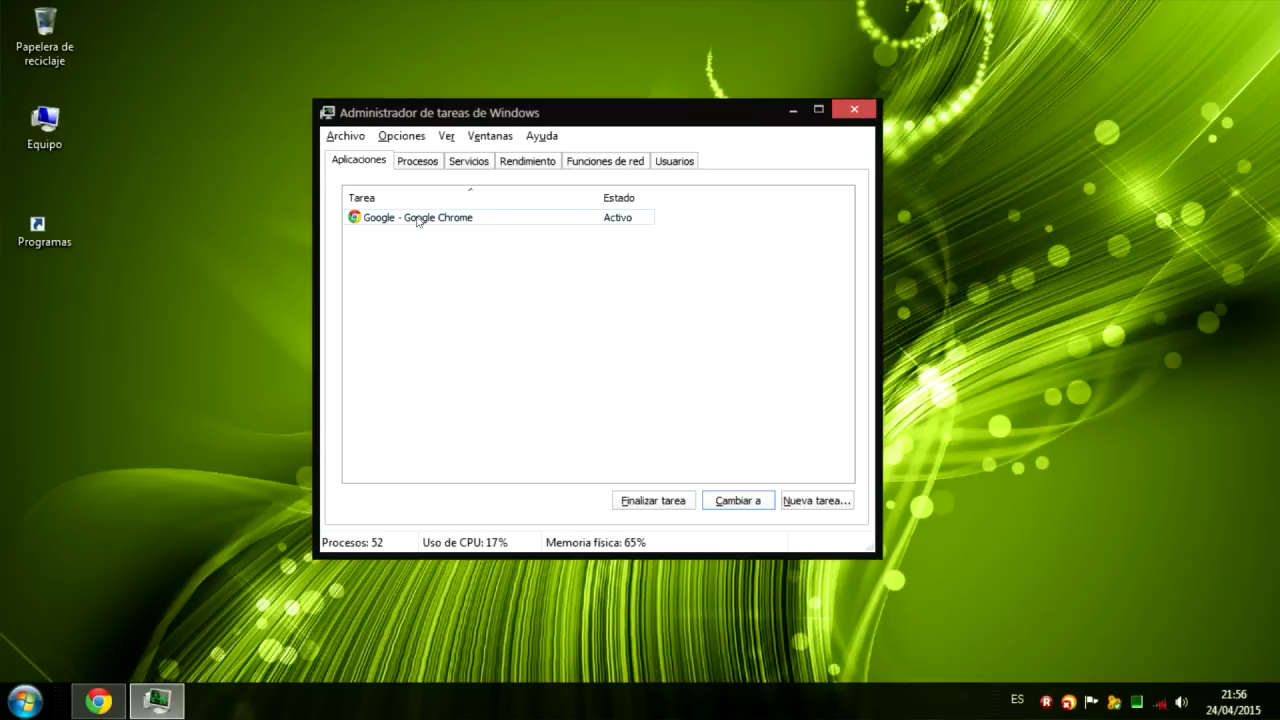 Papelera de
reciclaje
Equipo
Programas
Administrador de tareas de Windows
Archivo Opciones Ver Ventanas Ayuda
Aplicaciones Procesos Servicios Rendimiento Funciones de red Usuarios
Tarea Estado
Google - Google Chrome Activo
Finalizar tarea Cambiar a Nueva tarea...
Procesos: 52 Uso de CPU: 17% Memoria física: 65%
ES
21:56
24/04/2015